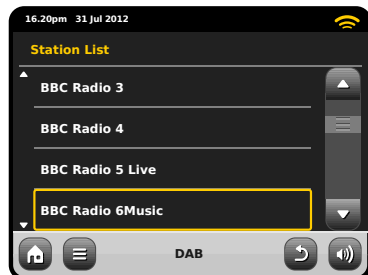 16.20pm 31 Jul 2012
Station List
BBC Radio 3
BBC Radio 4
BBC Radio 5 Live
BBC Radio 6Music
DAB